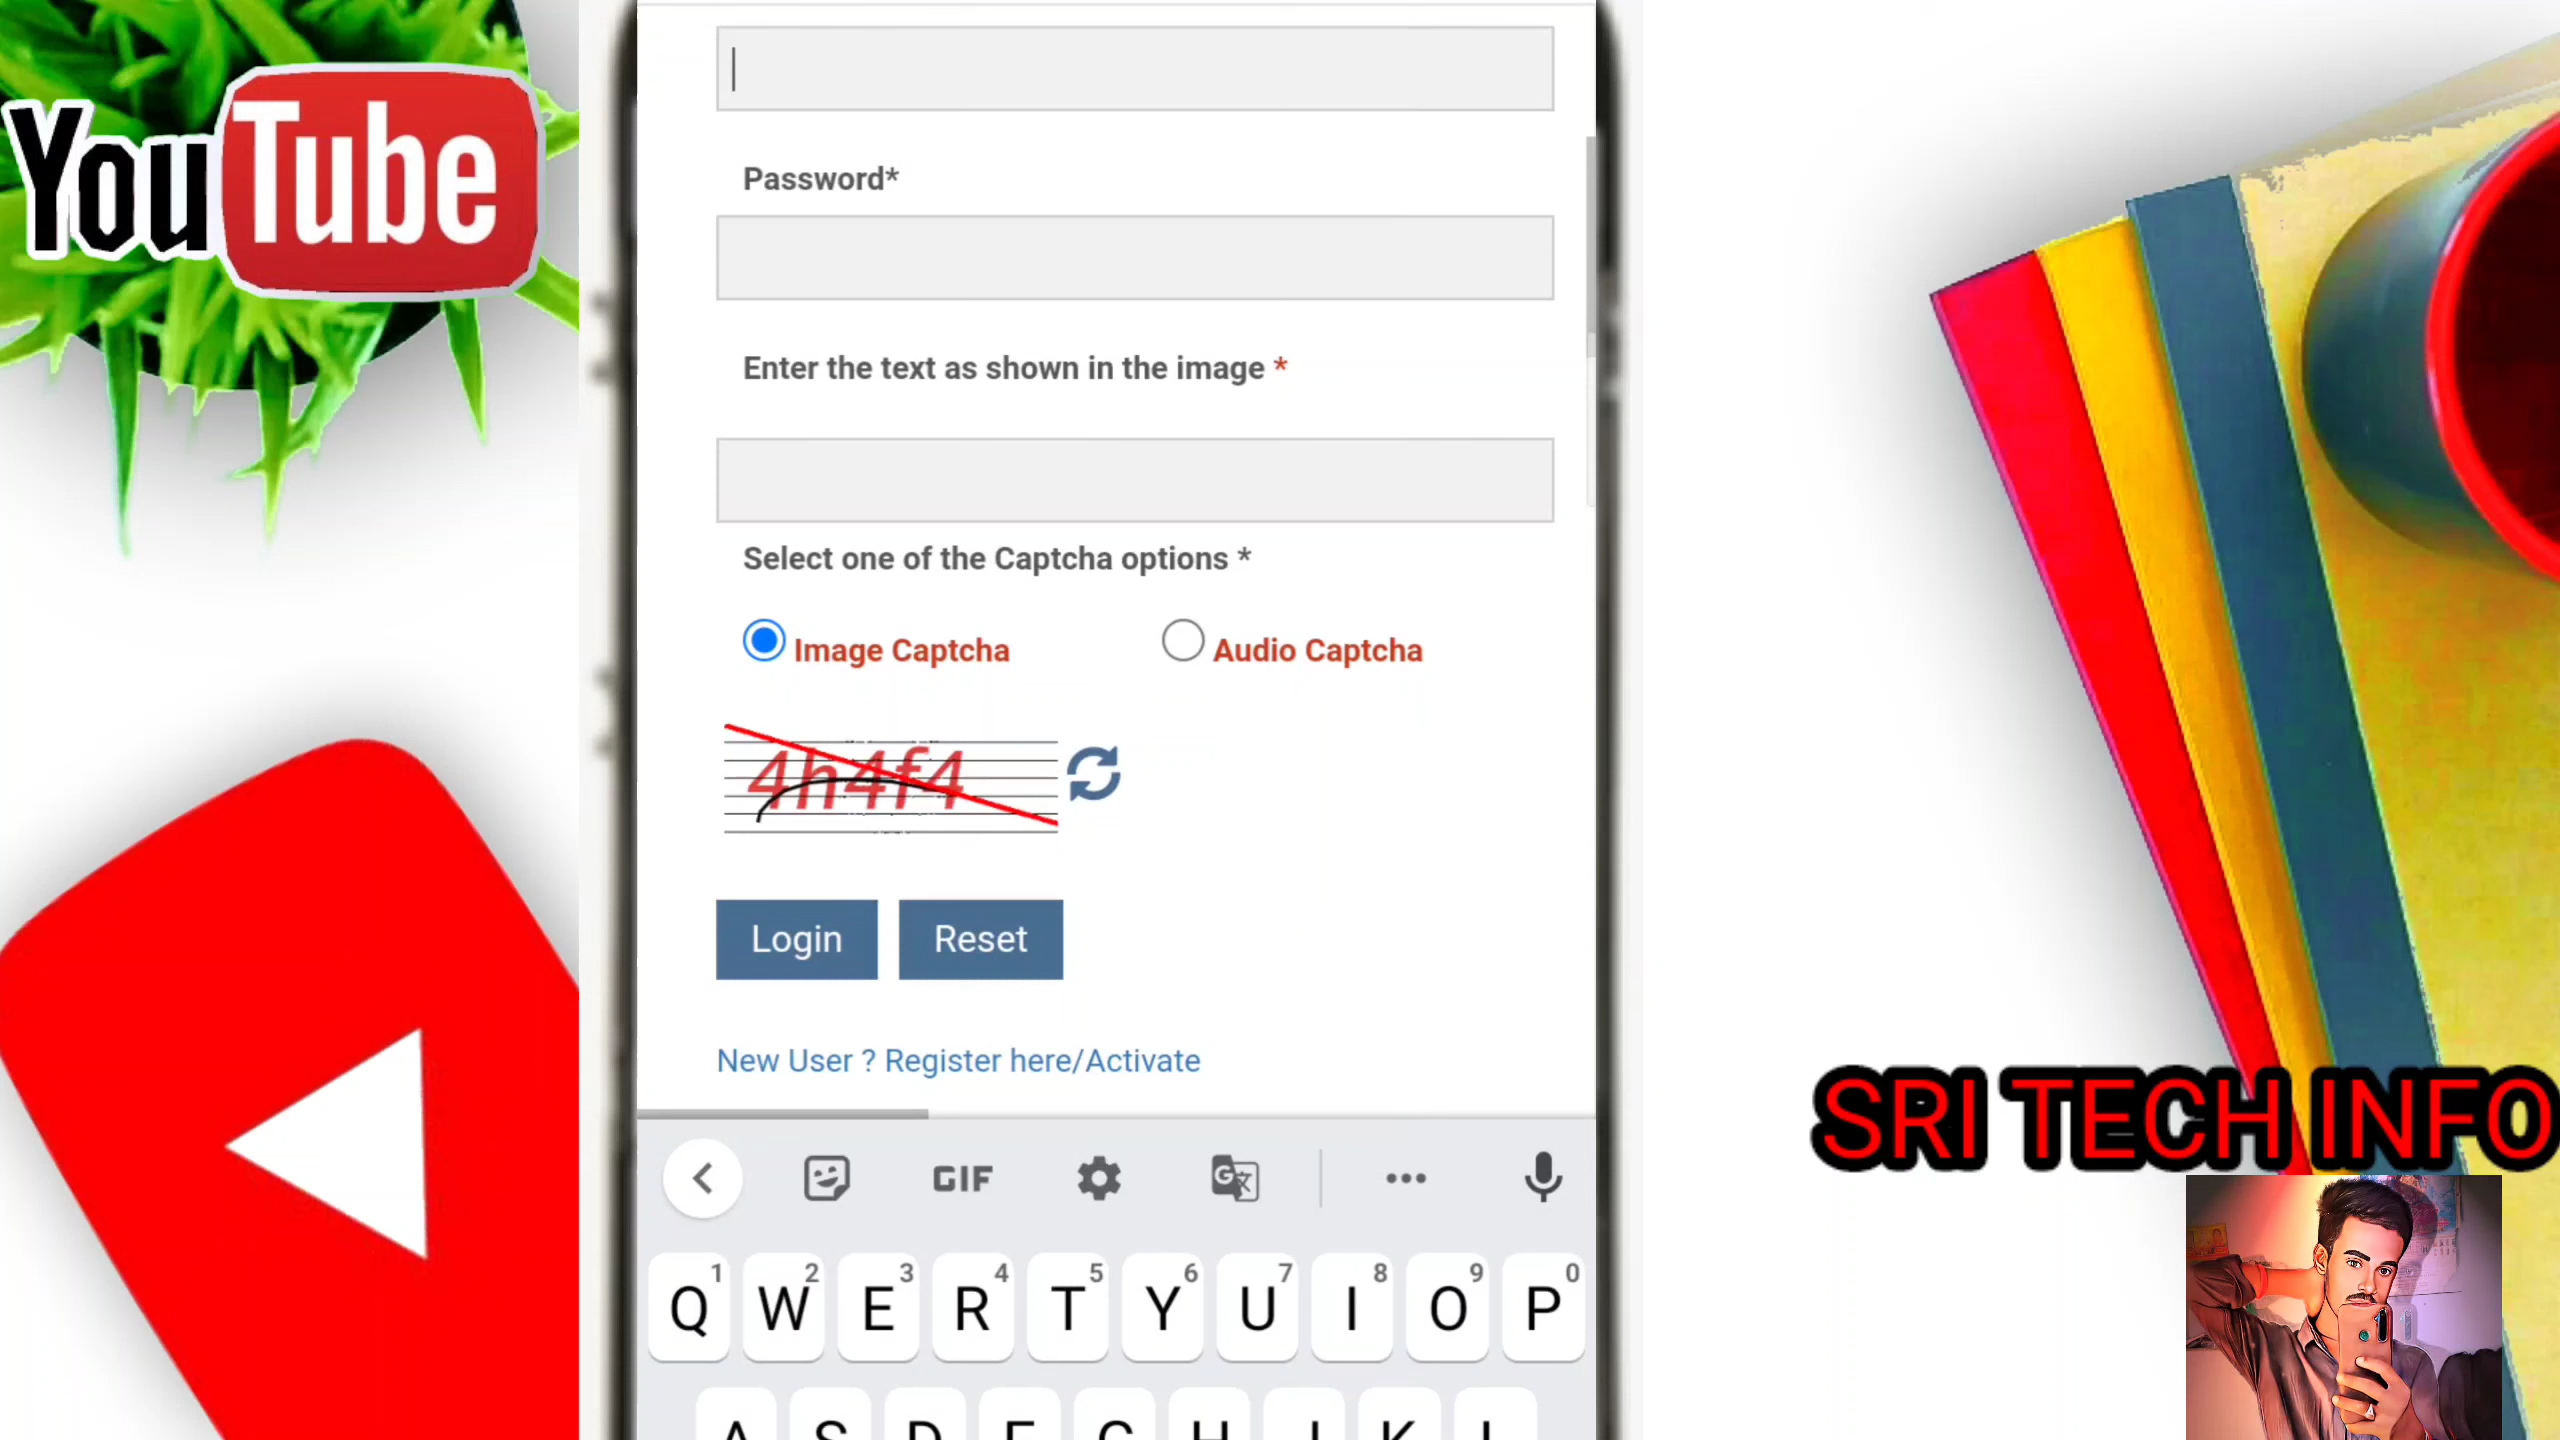 YouTube
Password*
Enter the text as shown in the image *
Select one of the Captcha options *
Image Captcha
Audio Captcha
4h4f4
Login
Reset
New User ? Register here/Activate
SRI TECH INFO
GIF
G
1 2 3 4 5 6 7 8 9 0
Q W E R T Y U I O P
A S D F G H J K L